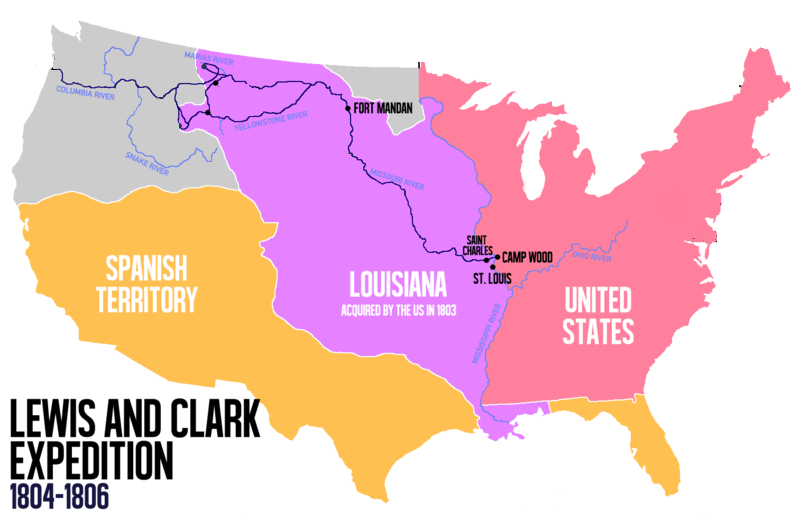 MARIAS RIVER
COLUMBIA RIVER
FORT MANDAN
YELLOWSTONE RIVER
SNAKE RIVER
MISSOURI RIVER
SAINT
CHARLES
CAMP WOOD
OHIO RIVER
ST. LOUIS
SPANISH
TERRITORY
LOUISIANA
ACQUIRED BY THE US IN 1803
UNITED
STATES
MISSISSIPPI RIVER
LEWIS AND CLARK
EXPEDITION
1804-1806